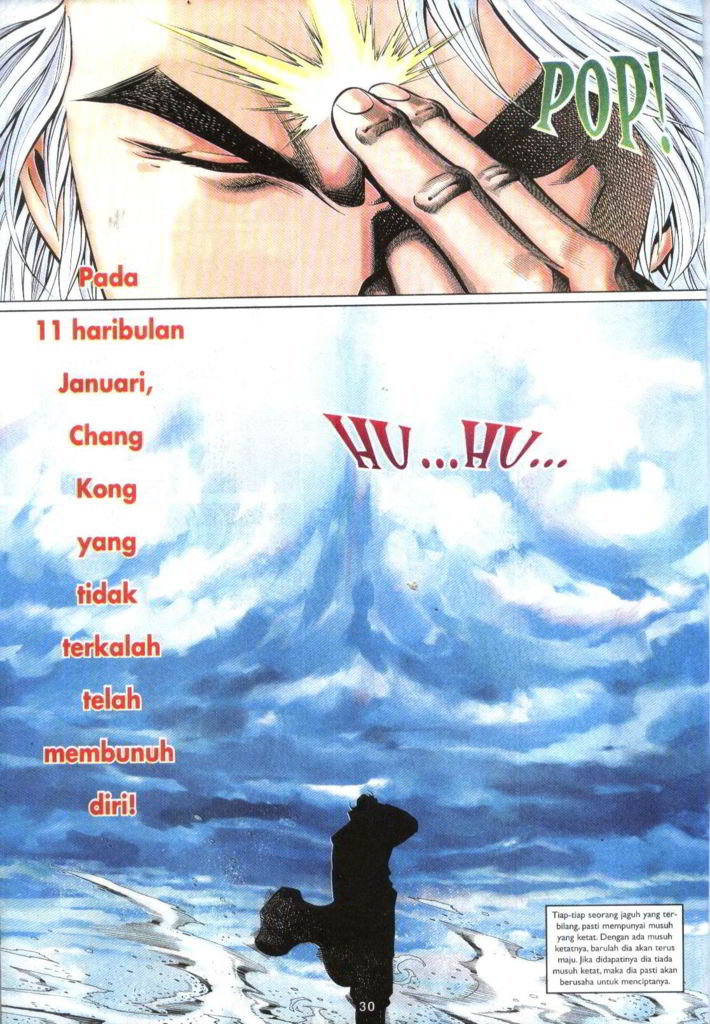 POP!
Pada
11 haribulan
Januari,
Chang
Kong
yang
tidak
terkalah
telah
membunuh
diri!
HU...HU...
Tiap-tiap seorang jaguh yang ter-
bilang, pasti mempunyai musuh
yang ketat. Dengan ada musuh
ketatnya, barulah dia akan terus
maju. Jika didapatinya dia tiada
musuh ketat, maka dia pasti akan
berusaha untuk menciptanya.
30